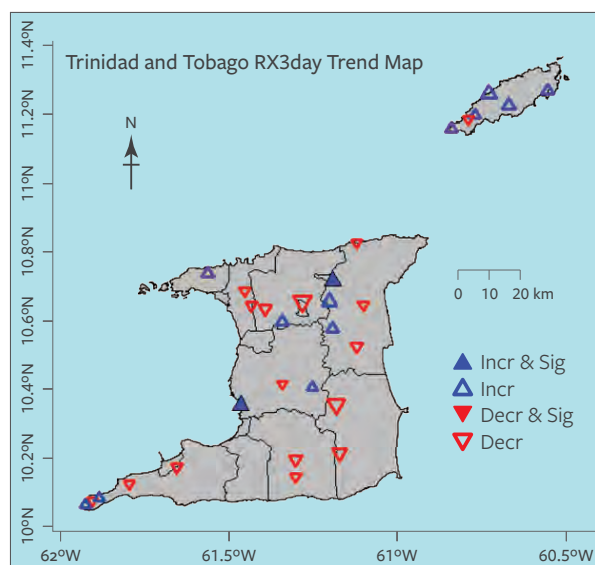 Trinidad and Tobago RX3day Trend Map
11.4ºN
11.2ºN
11ºN
10.8ºN
10.6ºN
10.4ºN
10.2ºN
10ºN
N
0 10 20 km
Incr & Sig
Incr
Decr & Sig
Decr
62ºW 61.5ºW 61ºW 60.5ºW